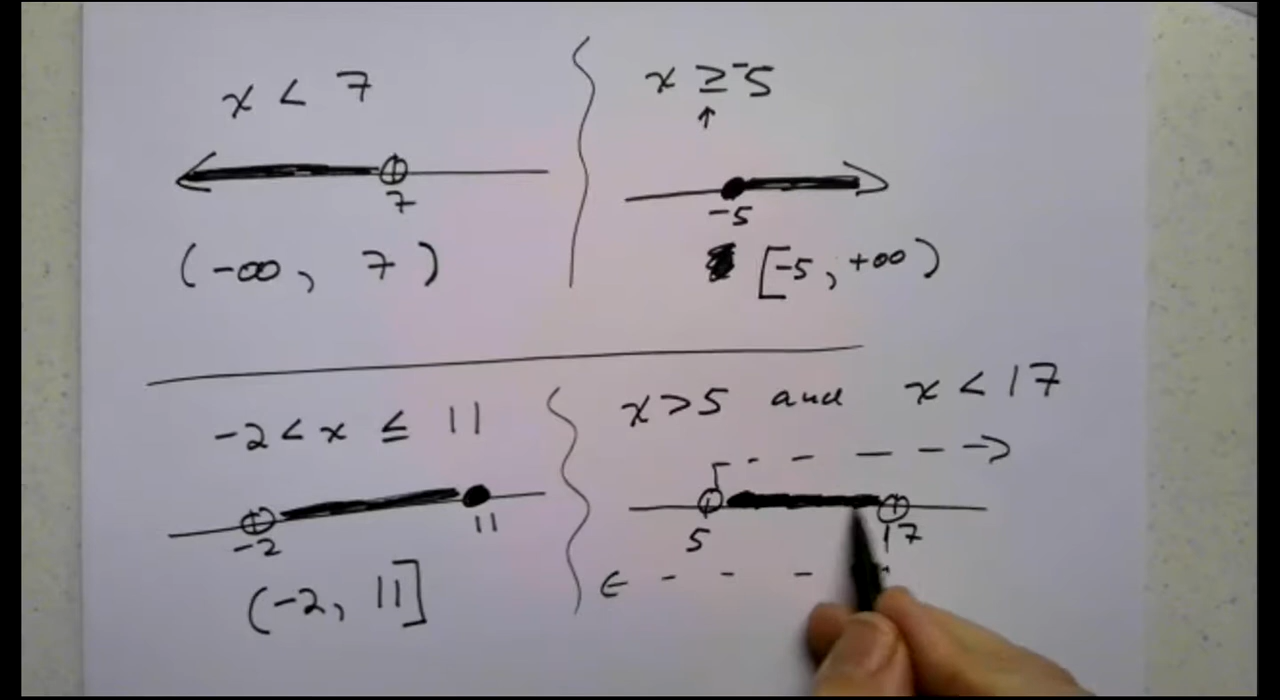 x < 7
7
(-∞, 7)
x ≥ -5
-5
[-5, +∞)
-2 < x ≤ 11
-2
11
(-2, 11]
x > 5 and x < 17
5
17